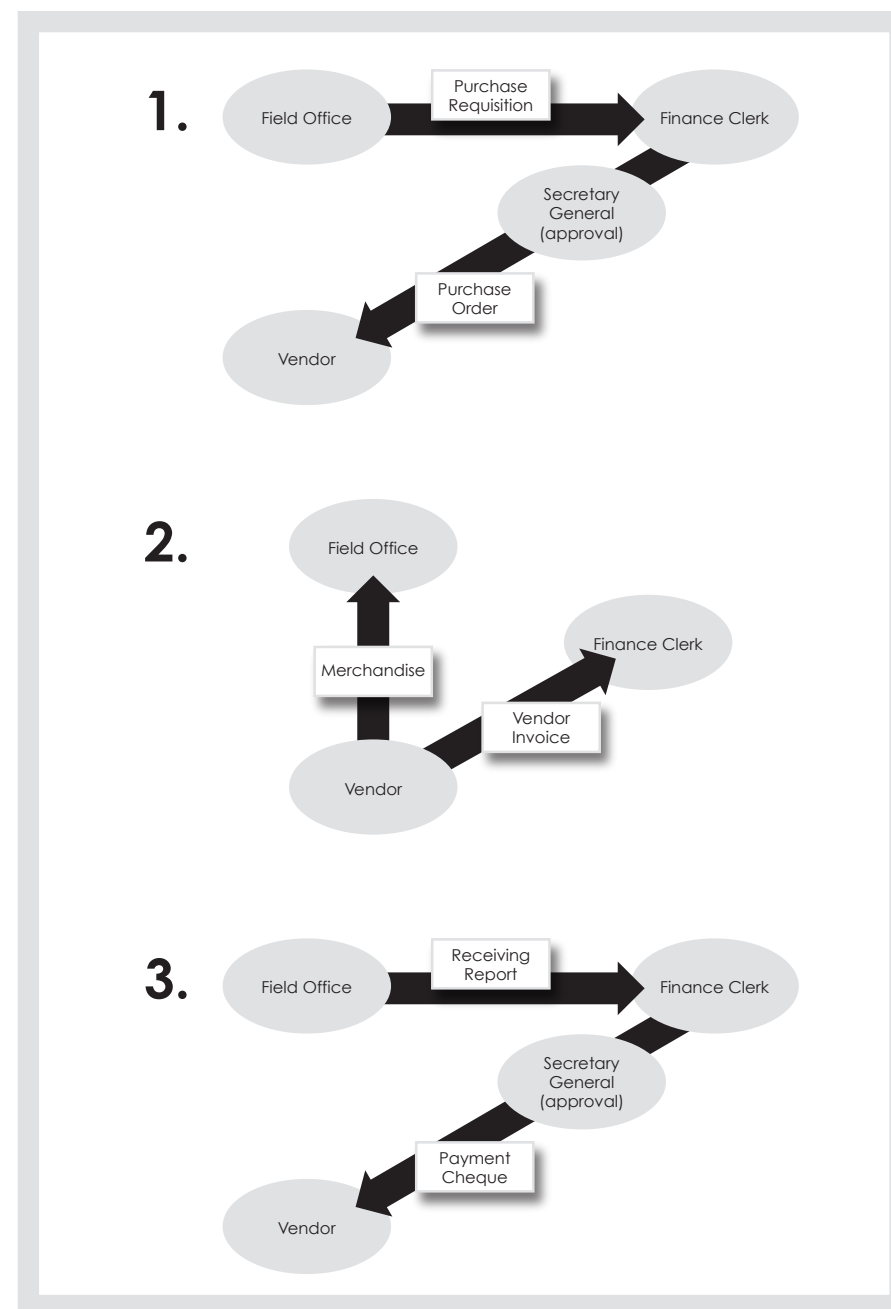 1.
Field Office
Purchase
Requisition
Finance Clerk
Secretary
General
(approval)
Purchase
Order
Vendor
2.
Field Office
Finance Clerk
Merchandise
Vendor
Invoice
Vendor
3.
Field Office
Receiving
Report
Finance Clerk
Secretary
General
(approval)
Payment
Cheque
Vendor